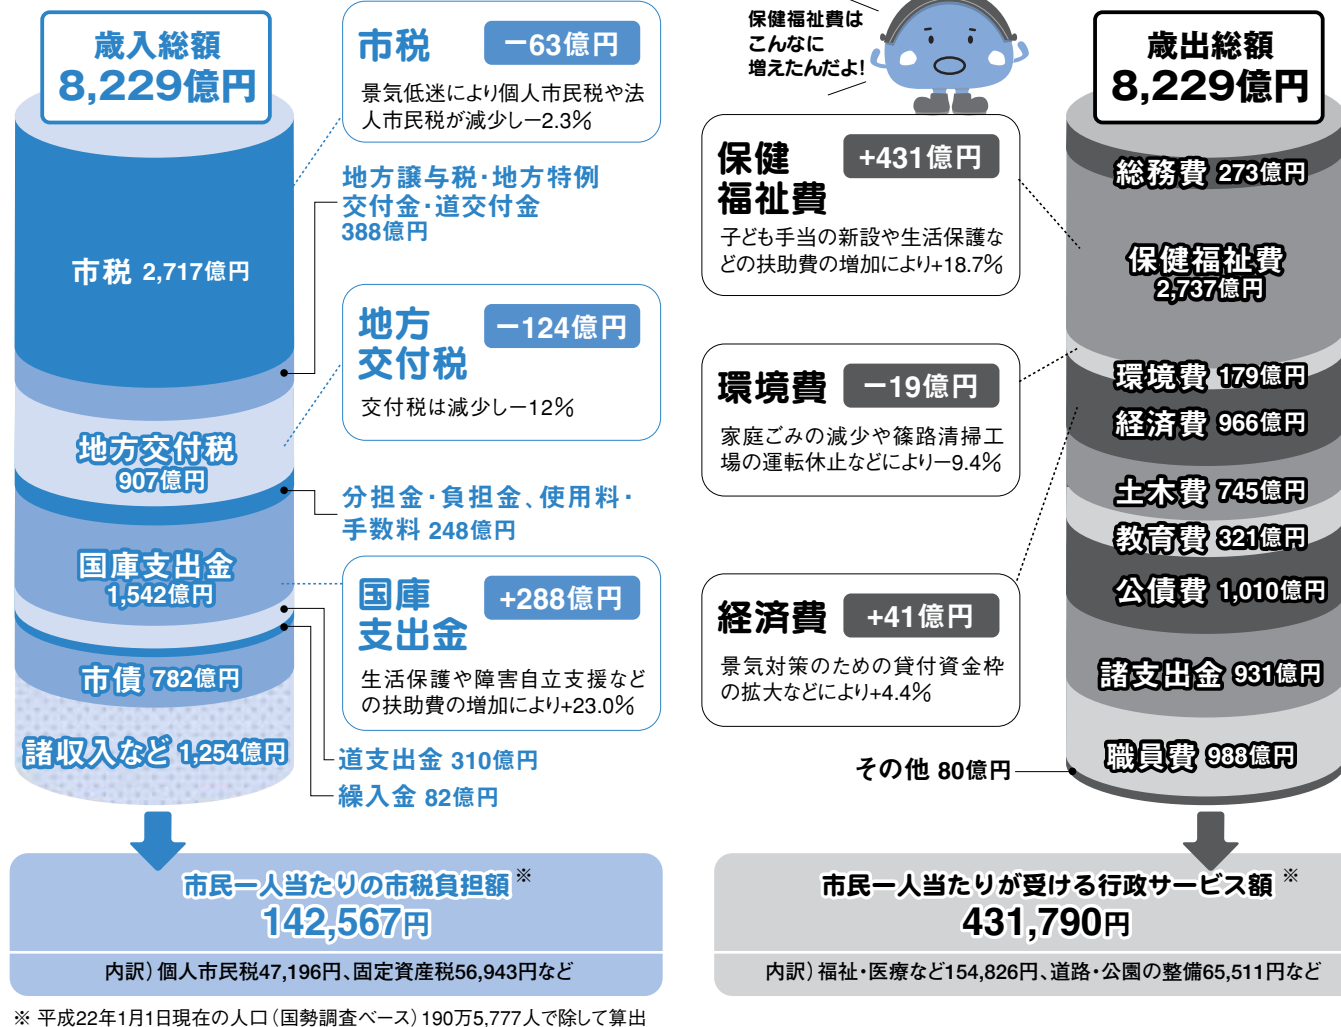 歳入総額
8,229億円
市税 2,717億円
地方交付税
907億円
国庫支出金
1,542億円
市債 782億円
諸収入など 1,254億円
市税
－63億円
景気低迷により個人市民税や法
人市民税が減少し－2.3％
地方譲与税・地方特例
交付金・道交付金
388億円
地方
交付税
－124億円
交付税は減少し－12％
分担金・負担金、使用料・
手数料 248億円
国庫
支出金
+288億円
生活保護や障害自立支援など
の扶助費の増加により+23.0％
道支出金 310億円
繰入金 82億円
市民一人当たりの市税負担額※
142,567円
内訳）個人市民税47,196円、固定資産税56,943円など
※ 平成22年1月1日現在の人口（国勢調査ベース）190万5,777人で除して算出
保健福祉費は
こんなに
増えたんだよ！
保健
福祉費
+431億円
子ども手当の新設や生活保護な
どの扶助費の増加により+18.7％
環境費
－19億円
家庭ごみの減少や篠路清掃工
場の運転休止などにより－9.4％
経済費
+41億円
景気対策のための貸付資金枠
の拡大などにより+4.4％
歳出総額
8,229億円
総務費 273億円
保健福祉費
2,737億円
環境費 179億円
経済費 966億円
土木費 745億円
教育費 321億円
公債費 1,010億円
諸支出金 931億円
職員費 988億円
その他 80億円
市民一人当たりが受ける行政サービス額 ※
431,790円
内訳）福祉・医療など154,826円、道路・公園の整備65,511円など